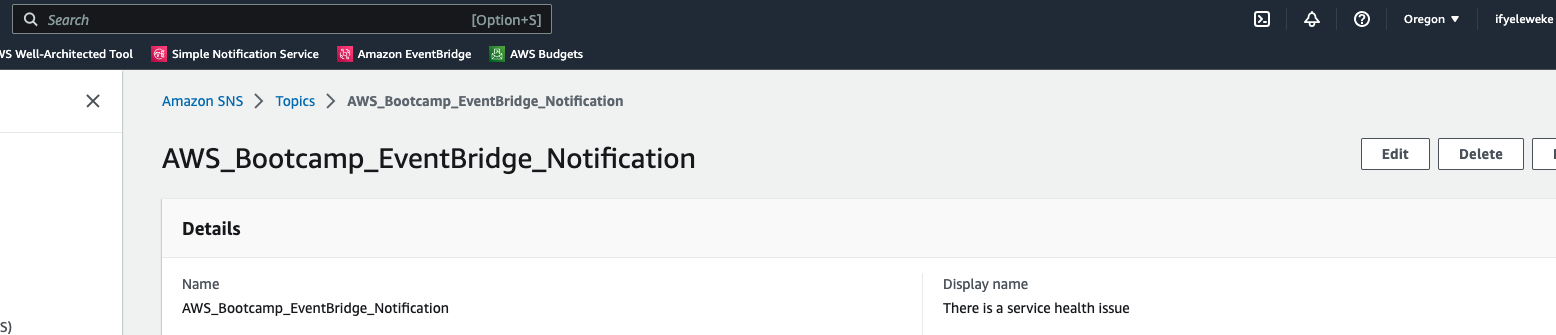 Search [Option+S] Oregon ▼ ifyeleweke
WS Well-Architected Tool Simple Notification Service Amazon EventBridge AWS Budgets
Amazon SNS > Topics > AWS_Bootcamp_EventBridge_Notification
AWS_Bootcamp_EventBridge_Notification Edit Delete
Details
Name Display name
AWS_Bootcamp_EventBridge_Notification There is a service health issue
S)